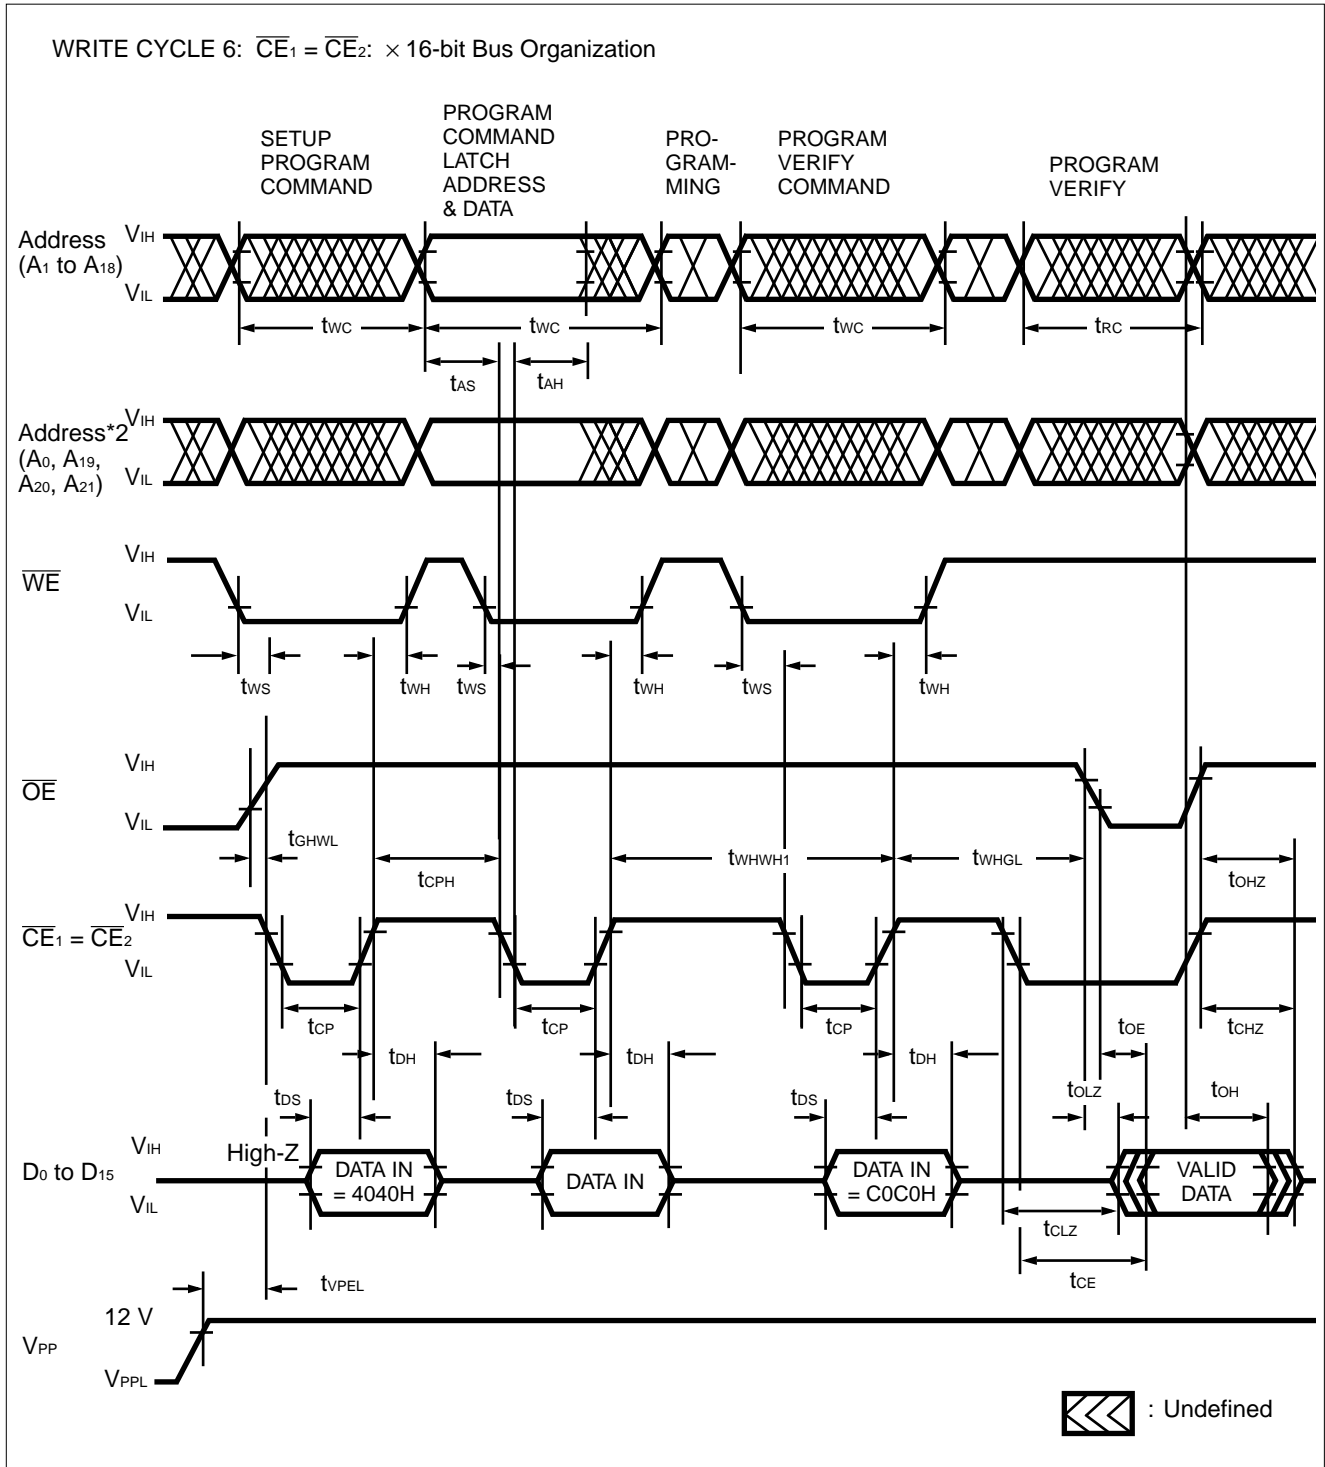 WRITE CYCLE 6: CE1 = CE2: × 16-bit Bus Organization
SETUP
PROGRAM
COMMAND
PROGRAM
COMMAND
LATCH
ADDRESS
& DATA
PRO-
GRAM-
MING
PROGRAM
VERIFY
COMMAND
PROGRAM
VERIFY
Address
(A1 to A18)
VIH
VIL
tWC
tWC
tWC
tRC
tAS
tAH
Address*2
(A0, A19,
A20, A21)
VIH
VIL
WE
VIH
VIL
tWS
tWH
tWS
tWH
tWS
tWH
OE
VIH
VIL
tGHWL
tCPH
tWHWH1
tWHGL
tOHZ
CE1 = CE2
VIH
VIL
tCP
tCP
tCP
tOE
tCHZ
tDH
tDH
tDH
tDS
tDS
tDS
tOLZ
tOH
D0 to D15
VIH
VIL
High-Z
DATA IN
= 4040H
DATA IN
DATA IN
= C0C0H
VALID
DATA
tCLZ
tCE
tVPEL
VPP
12 V
VPPL
: Undefined